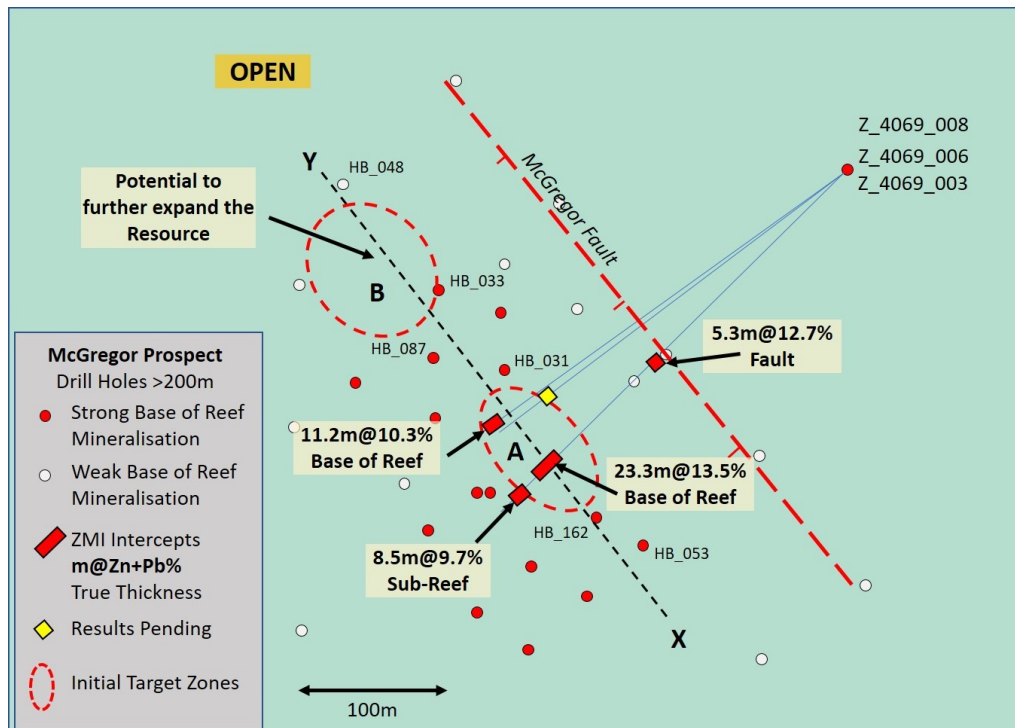 OPEN
Z_4069_008
Z_4069_006
Z_4069_003
Y
HB_048
McGregor Fault
Potential to
further expand the
Resource
B
HB_033
HB_087
HB_031
5.3m@12.7%
Fault
11.2m@10.3%
Base of Reef
A
23.3m@13.5%
Base of Reef
HB_162
HB_053
8.5m@9.7%
Sub-Reef
X
100m
McGregor Prospect
Drill Holes >200m
Strong Base of Reef
Mineralisation
Weak Base of Reef
Mineralisation
ZMI Intercepts
m@Zn+Pb%
True Thickness
Results Pending
Initial Target Zones